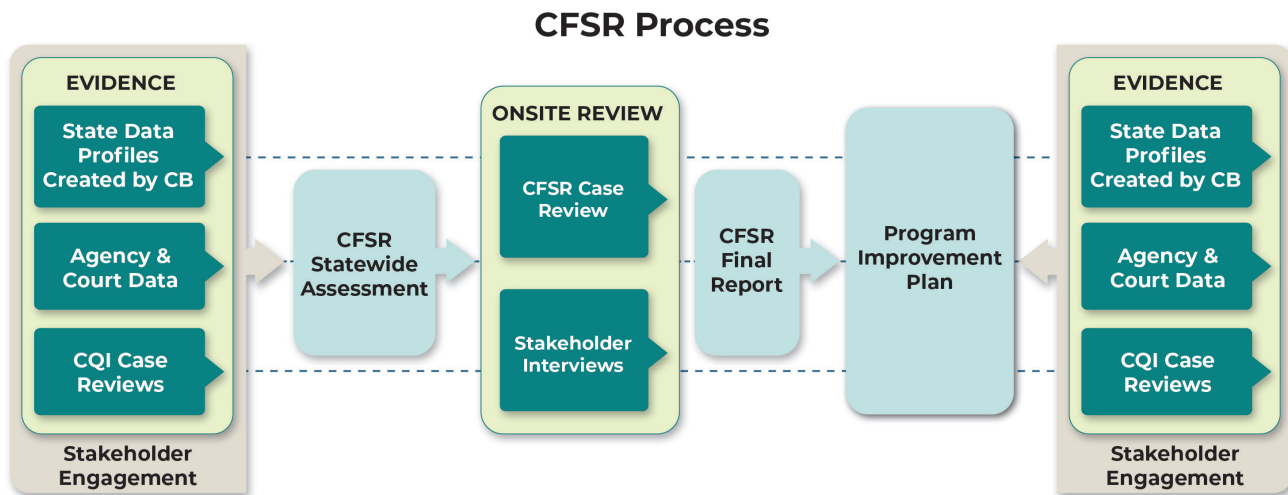 CFSR Process
EVIDENCE
State Data
Profiles
Created by CB
Agency &
Court Data
CQI Case
Reviews
Stakeholder
Engagement
CFSR
Statewide
Assessment
ONSITE REVIEW
CFSR Case
Review
Stakeholder
Interviews
CFSR
Final
Report
Program
Improvement
Plan
EVIDENCE
State Data
Profiles
Created by CB
Agency &
Court Data
CQI Case
Reviews
Stakeholder
Engagement